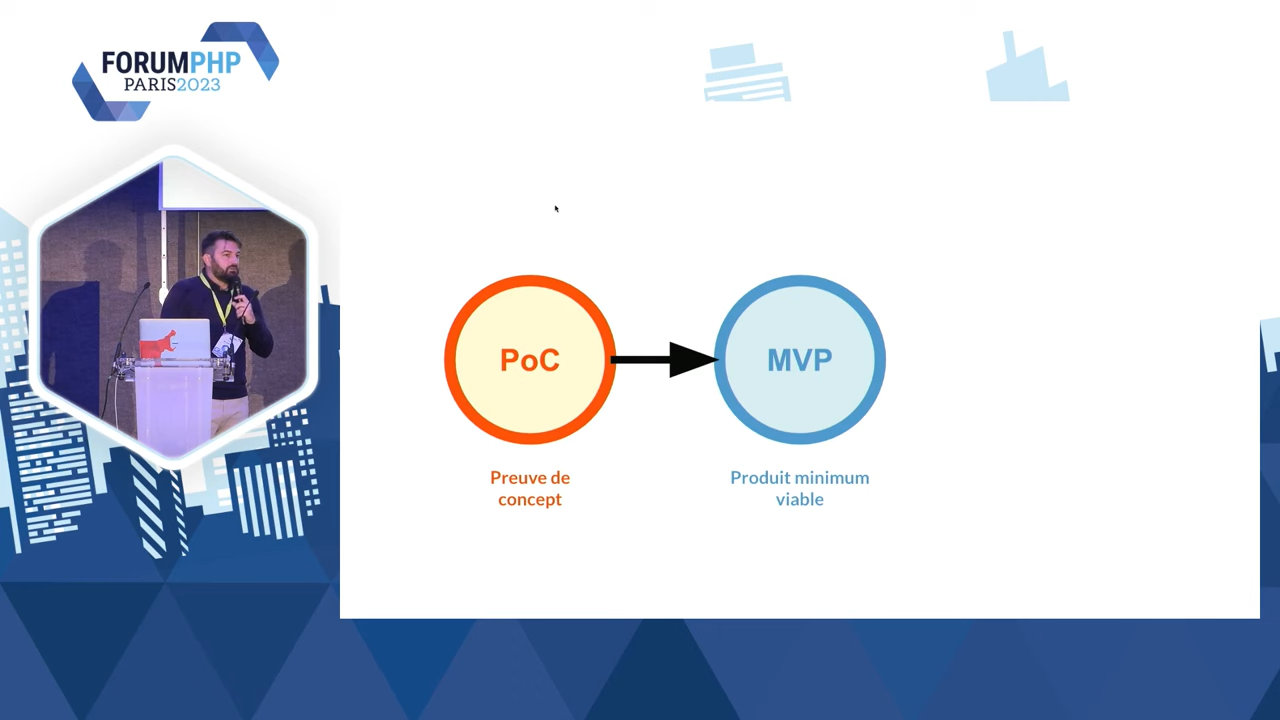 FORUMPHP
PARIS2023
PoC
MVP
Preuve de
concept
Produit minimum
viable